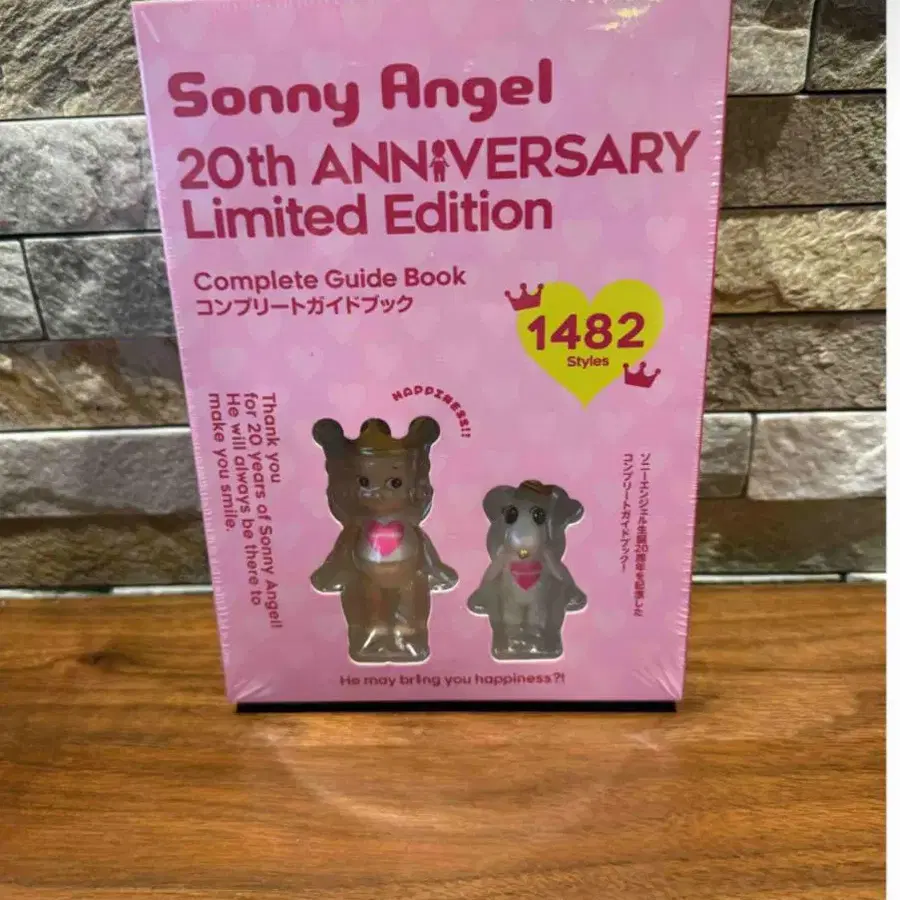 Sonny Angel
20th ANNIVERSARY
Limited Edition
Complete Guide Book
コンプリートガイドブック
1482
Styles
HAPPINESS!!
Thank you
for 20 years of Sonny Angel!
He will always be there to
make you smile.
ソニーエンジェル生誕20周年を記念した
コンプリートガイドブック!
He may bring you happiness?!